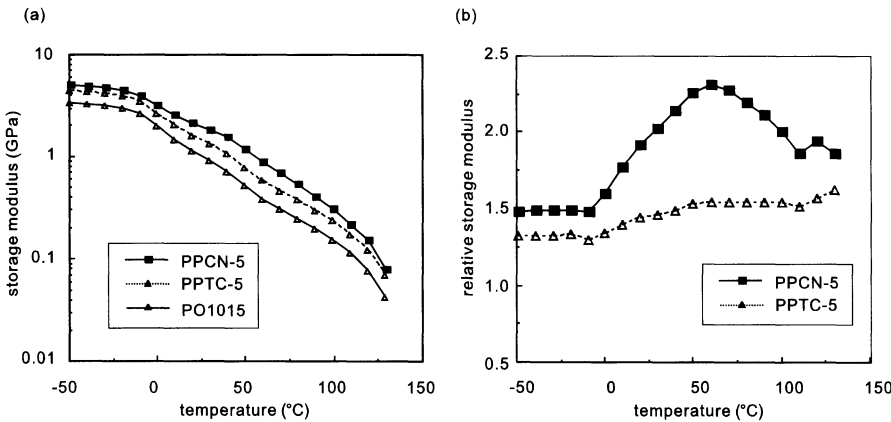 (a)
10
1
0.1
0.01
storage modulus (GPa)
PPCN-5
PPTC-5
PO1015
-50
0
50
100
150
temperature (°C)
(b)
2.5
2.0
1.5
1.0
0.5
relative storage modulus
PPCN-5
PPTC-5
-50
0
50
100
150
temperature (°C)